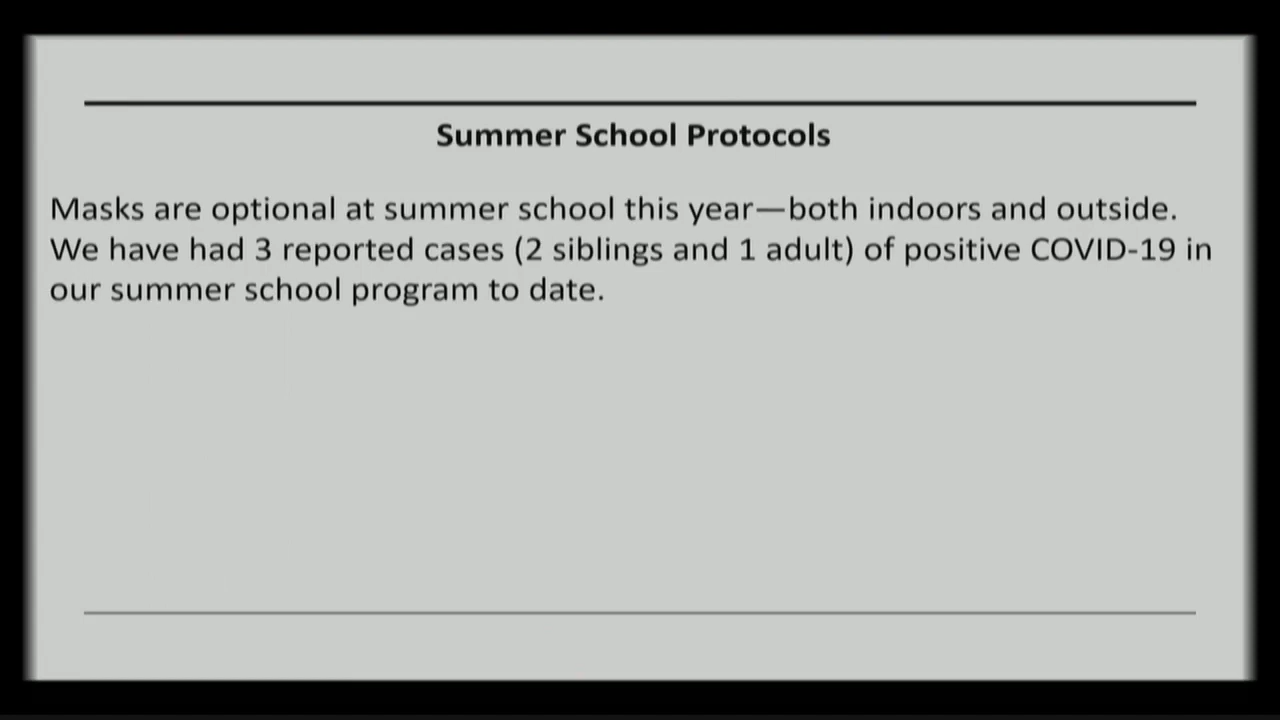 Summer School Protocols
Masks are optional at summer school this year—both indoors and outside.
We have had 3 reported cases (2 siblings and 1 adult) of positive COVID-19 in
our summer school program to date.